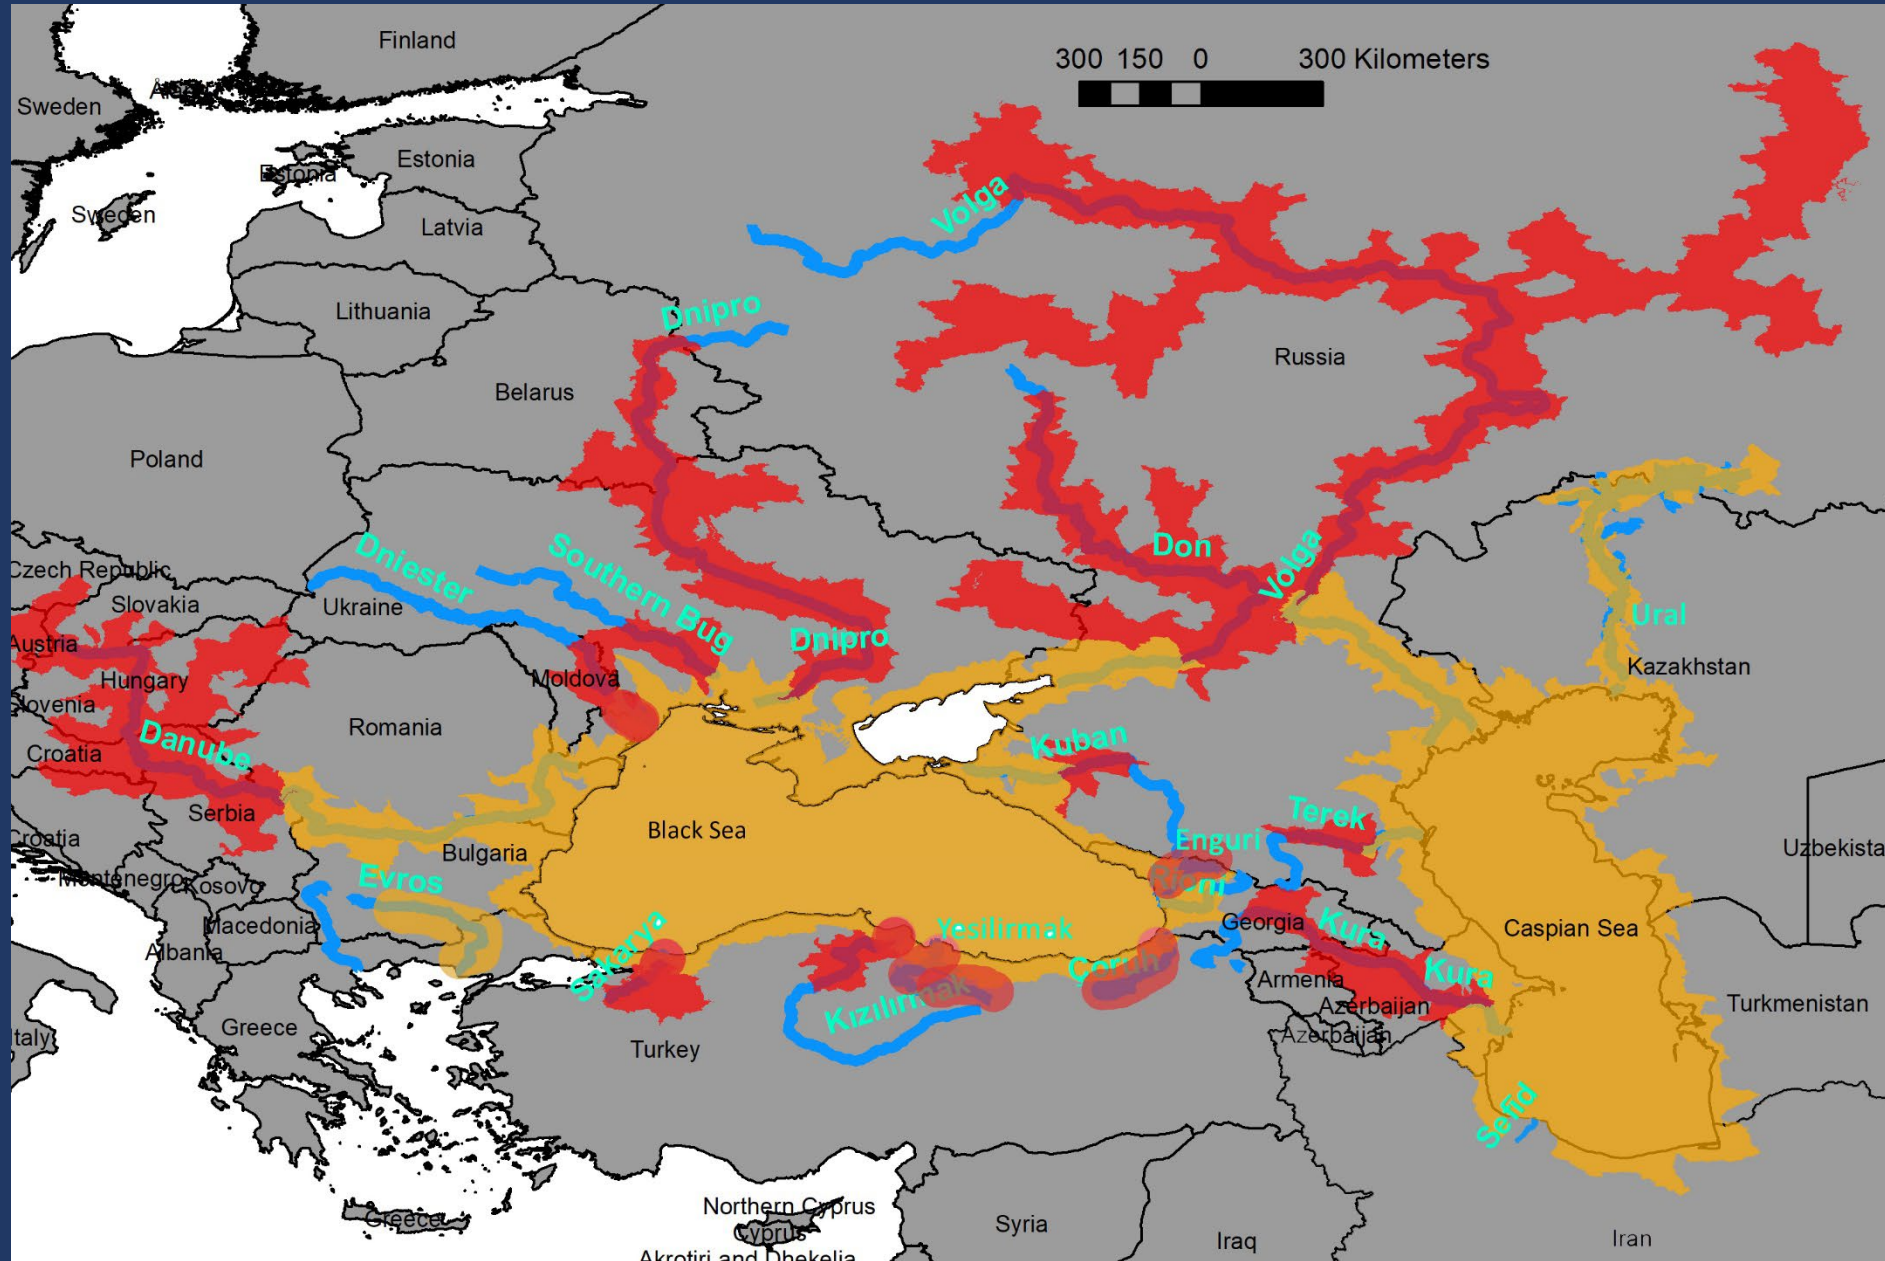 Finland
300 150 0 300 Kilometers
Sweden
Estonia
Estonia
Sweden
Volga
Latvia
Dnipro
Lithuania
Russia
Belarus
Poland
Don
Volga
Southern Bug
Dniester
Czech Republic
Slovakia
Ukraine
Ural
Austria
Dnipro
Kazakhstan
Hungary
Moldova
Slovenia
Romania
Danube
Kuban
Croatia
Serbia
Terek
Black Sea
Enguri
Croatia
Bulgaria
Uzbekista
Montenegro
Kosovo
Evros
Rioni
Macedonia
Georgia
Kura
Caspian Sea
Albania
Sakarya
Yesilirmak
Çoruh
Kura
Armenia
Kızılırmak
Azerbaijan
Turkmenistan
Greece
Azerbaijan
Italy
Turkey
Sefid
Northern Cyprus
Greece
Cyprus
Syria
Iraq
Iran
Akrotiri and Dhekelia